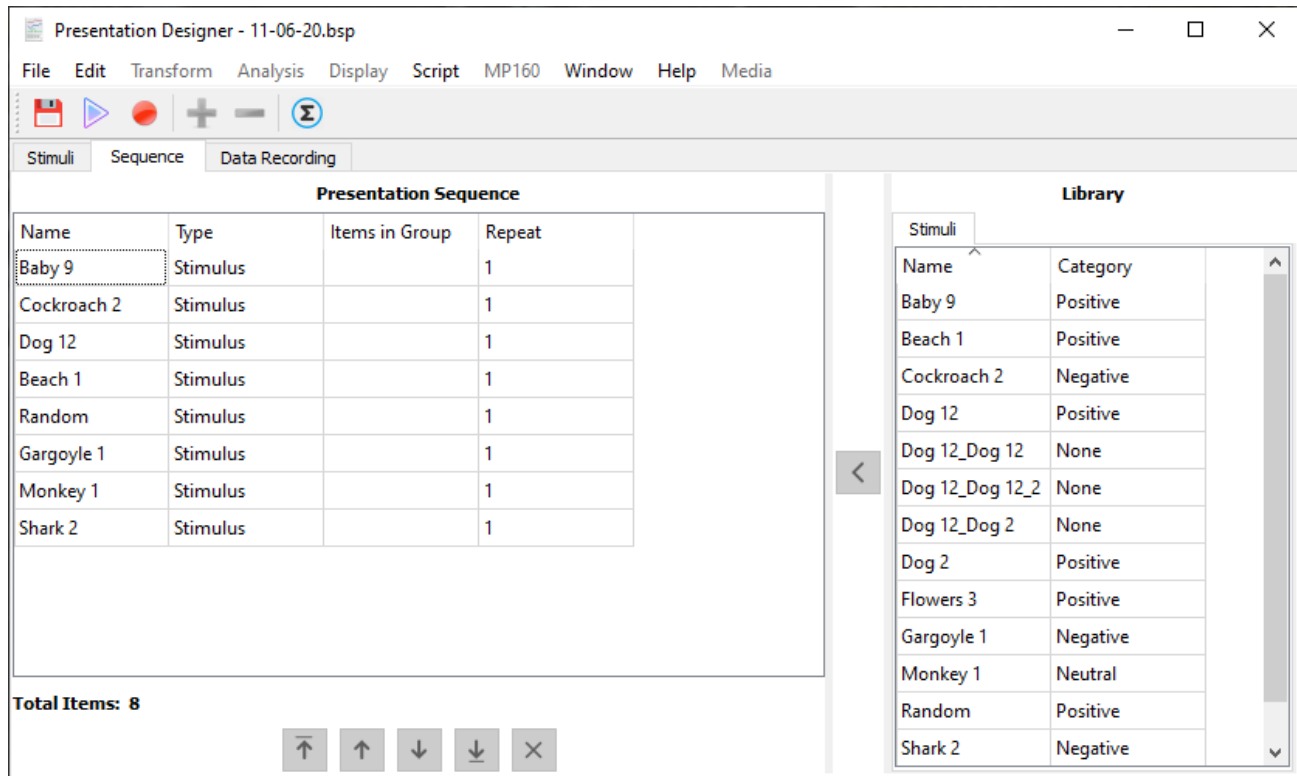 Presentation Designer - 11-06-20.bsp
File Edit Transform Analysis Display Script MP160 Window Help Media
Stimuli Sequence Data Recording
Presentation Sequence
Name Type Items in Group Repeat
Baby 9 Stimulus 1
Cockroach 2 Stimulus 1
Dog 12 Stimulus 1
Beach 1 Stimulus 1
Random Stimulus 1
Gargoyle 1 Stimulus 1
Monkey 1 Stimulus 1
Shark 2 Stimulus 1
Total Items: 8
Library
Stimuli
Name Category
Baby 9 Positive
Beach 1 Positive
Cockroach 2 Negative
Dog 12 Positive
Dog 12_Dog 12 None
Dog 12_Dog 12_2 None
Dog 12_Dog 2 None
Dog 2 Positive
Flowers 3 Positive
Gargoyle 1 Negative
Monkey 1 Neutral
Random Positive
Shark 2 Negative